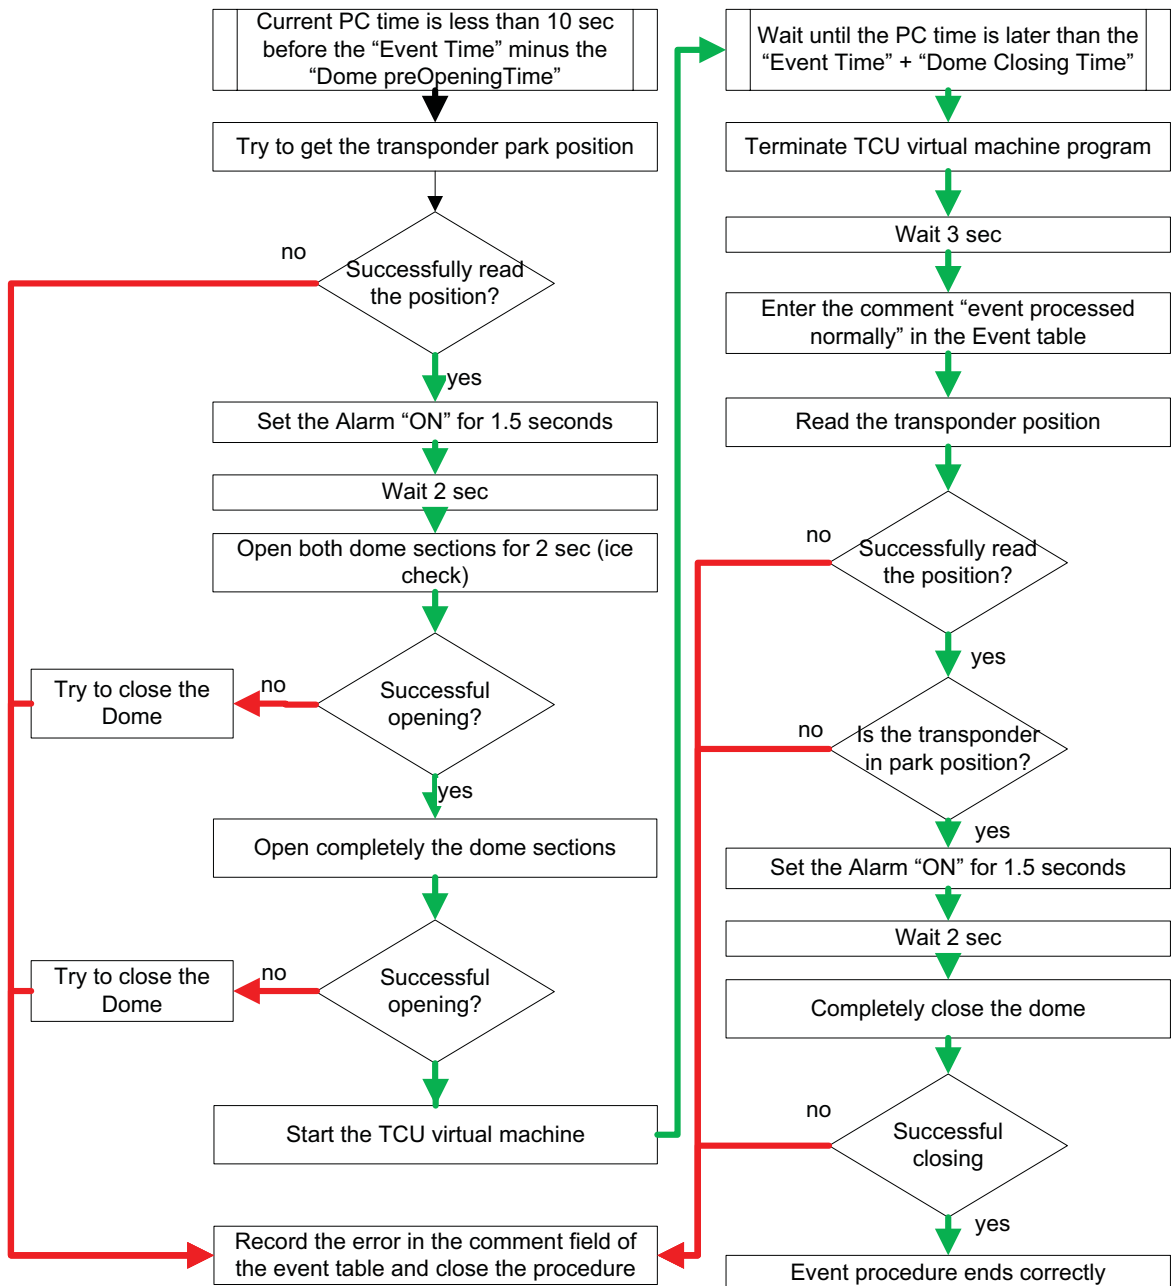 Current PC time is less than 10 sec
before the “Event Time” minus the
“Dome preOpeningTime”
Try to get the transponder park position
no
Successfully read
the position?
yes
Set the Alarm “ON” for 1.5 seconds
Wait 2 sec
Open both dome sections for 2 sec (ice
check)
Try to close the
Dome
no
Successful
opening?
yes
Open completely the dome sections
Try to close the
Dome
no
Successful
opening?
Start the TCU virtual machine
Record the error in the comment field of
the event table and close the procedure
Wait until the PC time is later than the
“Event Time” + “Dome Closing Time”
Terminate TCU virtual machine program
Wait 3 sec
Enter the comment “event processed
normally” in the Event table
Read the transponder position
no
Successfully read
the position?
yes
no
Is the transponder
in park position?
yes
Set the Alarm “ON” for 1.5 seconds
Wait 2 sec
Completely close the dome
no
Successful
closing
yes
Event procedure ends correctly